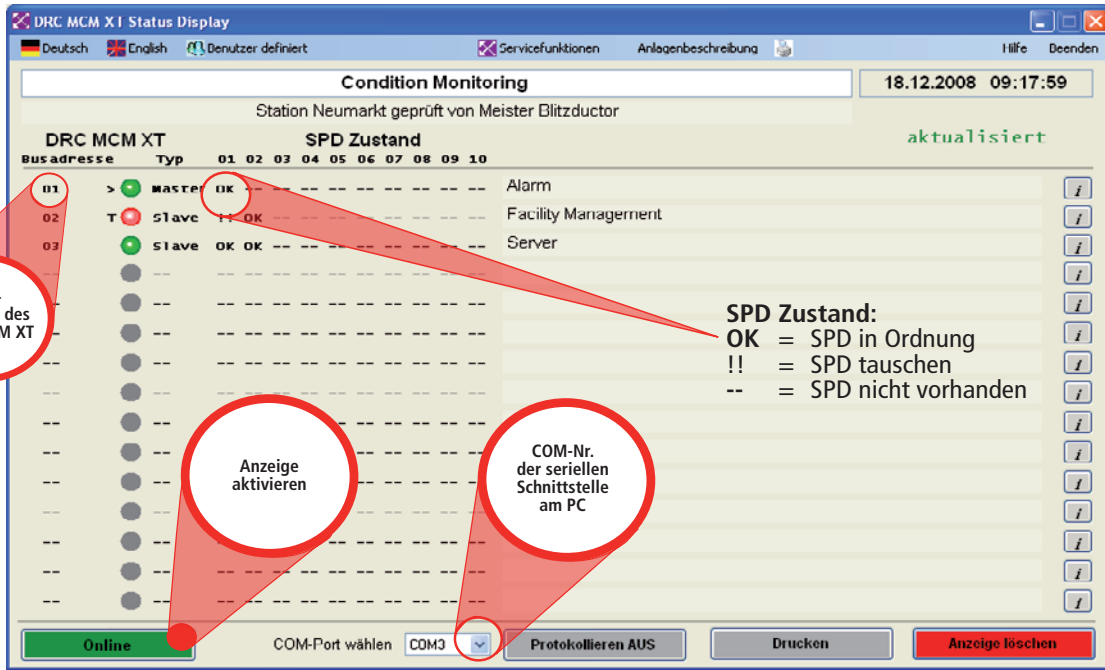 DRC MCM XT Status Display
Deutsch English Benutzer definiert Servicefunktionen Anlagenbeschreibung Hilfe Beenden
Condition Monitoring 18.12.2008 09:17:59
Station Neumarkt geprüft von Meister Blitzductor
DRC MCM XT SPD Zustand aktualisiert
Busadresse Typ 01 02 03 04 05 06 07 08 09 10
01 > Master OK -- -- -- -- -- -- -- -- -- Alarm i
02 T Slave !! OK -- -- -- -- -- -- -- -- Facility Management i
03 Slave OK OK -- -- -- -- -- -- -- -- Server i
-- -- -- -- -- -- -- -- -- -- -- -- i
des
M XT
-- -- -- -- -- -- -- -- -- -- -- -- i
-- -- -- -- -- -- -- -- -- -- -- -- i
-- -- -- -- -- -- -- -- -- -- -- -- i
-- -- -- -- -- -- -- -- -- -- -- -- i
SPD Zustand:
OK = SPD in Ordnung
!! = SPD tauschen
-- = SPD nicht vorhanden
-- -- -- -- -- -- i
-- -- -- -- -- -- i
-- -- -- -- -- -- i
-- -- -- -- -- -- i
-- -- -- -- -- -- i
-- -- -- -- -- -- i
-- -- -- -- -- -- i
Anzeige
aktivieren
COM-Nr.
der seriellen
Schnittstelle
am PC
Online COM-Port wählen COM3 Protokollieren AUS Drucken Anzeige löschen